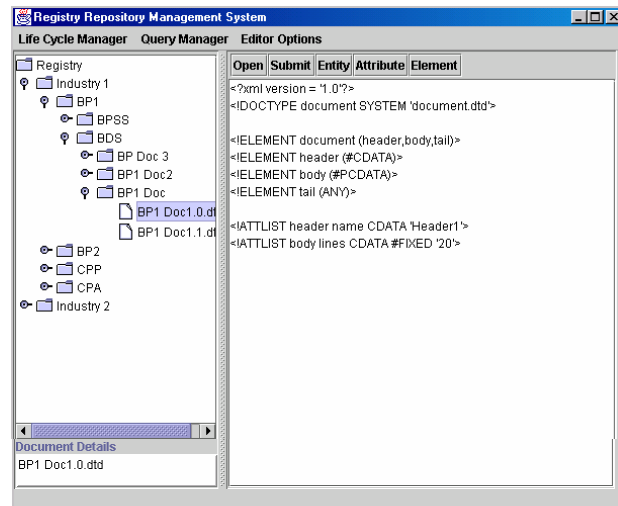 Registry Repository Management System
Life Cycle Manager Query Manager Editor Options
Registry
Industry 1
BP1
BPSS
BDS
BP Doc 3
BP1 Doc2
BP1 Doc
BP1 Doc1.0.dt
BP1 Doc1.1.dt
BP2
CPP
CPA
Industry 2
Document Details
BP1 Doc1.0.dtd
Open Submit Entity Attribute Element
<?xml version = '1.0'?>
<!DOCTYPE document SYSTEM 'document.dtd'>
<!ELEMENT document (header,body,tail)>
<!ELEMENT header (#CDATA)>
<!ELEMENT body (#PCDATA)>
<!ELEMENT tail (ANY)>
<!ATTLIST header name CDATA 'Header1'>
<!ATTLIST body lines CDATA #FIXED '20'>